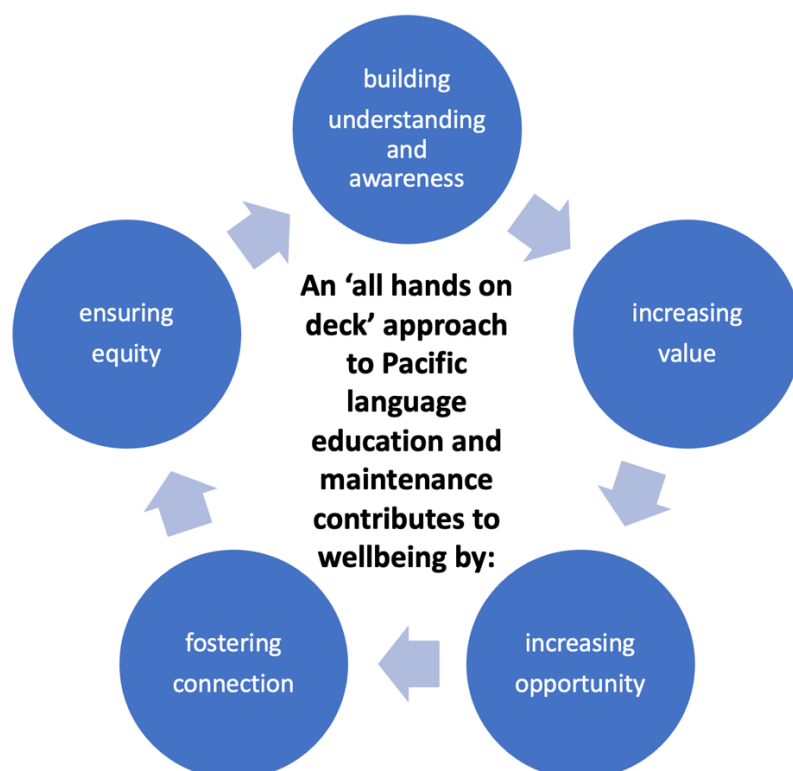 building
understanding
and
awareness
increasing
value
increasing
opportunity
fostering
connection
ensuring
equity
An ‘all hands on
deck’ approach
to Pacific
language
education and
maintenance
contributes to
wellbeing by: